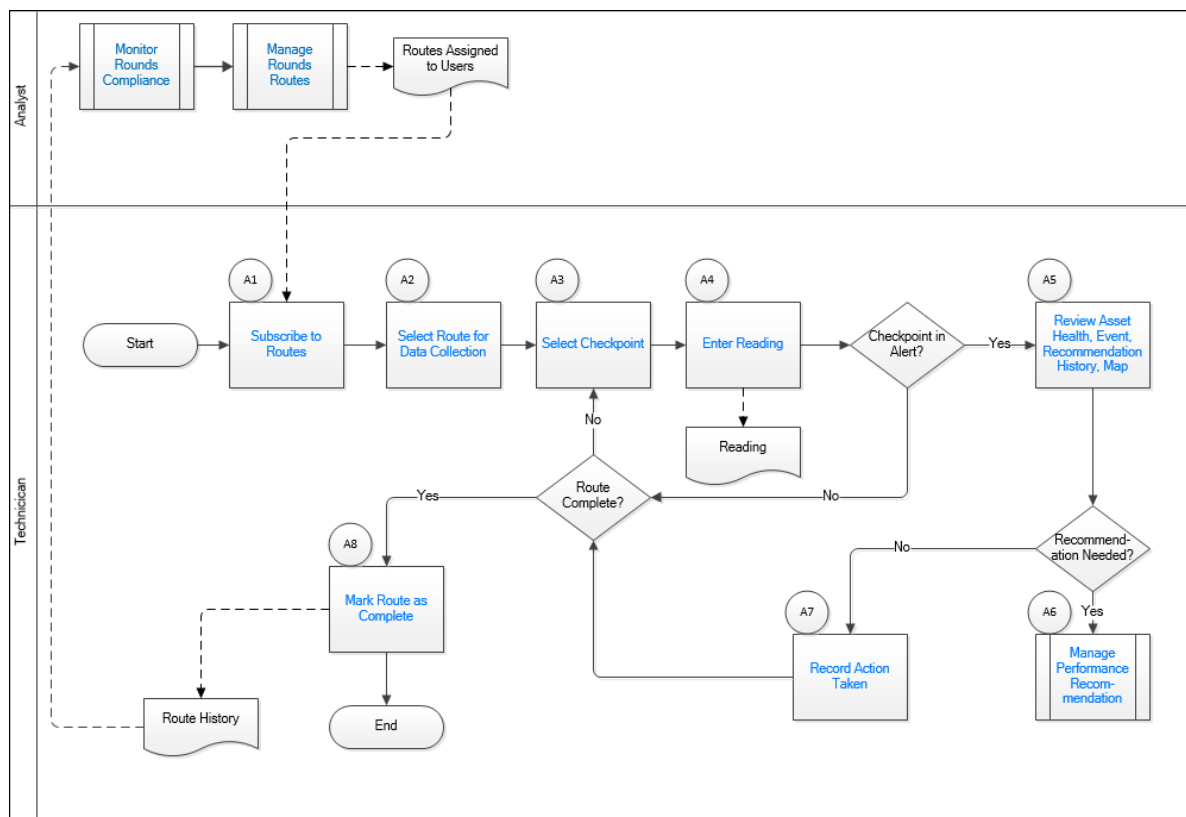 Analyst
Monitor
Rounds
Compliance
Manage
Rounds
Routes
Routes Assigned
to Users
Technicican
Start
A1
Subscribe to
Routes
A2
Select Route for
Data Collection
A3
Select Checkpoint
A4
Enter Reading
Reading
Checkpoint in
Alert?
Yes
A5
Review Asset
Health, Event,
Recommendation
History, Map
No
No
Route
Complete?
Yes
Recommend-
ation Needed?
No
Yes
A6
Manage
Performance
Recom-
mendation
A7
Record Action
Taken
A8
Mark Route as
Complete
Route History
End